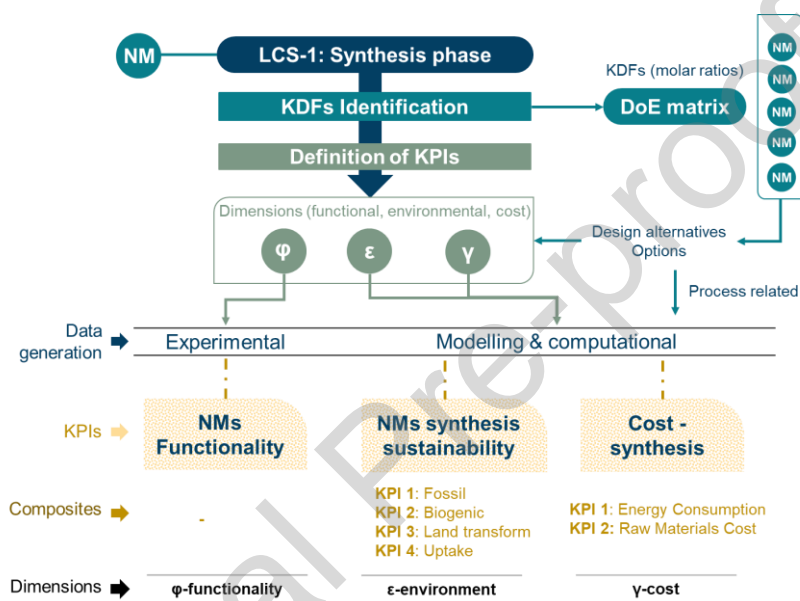 NM
LCS-1: Synthesis phase
KDFs Identification
KDFs (molar ratios)
DoE matrix
NM
NM
NM
NM
NM
Definition of KPIs
Dimensions (functional, environmental, cost)
φ
ε
γ
Design alternatives
Options
Process related
Data
generation
Experimental
Modelling & computational
KPIs
NMs
Functionality
NMs synthesis
sustainability
Cost -
synthesis
Composites
-
KPI 1: Fossil
KPI 2: Biogenic
KPI 3: Land transform
KPI 4: Uptake
KPI 1: Energy Consumption
KPI 2: Raw Materials Cost
Dimensions
φ-functionality
ε-environment
γ-cost
al Pre-proof